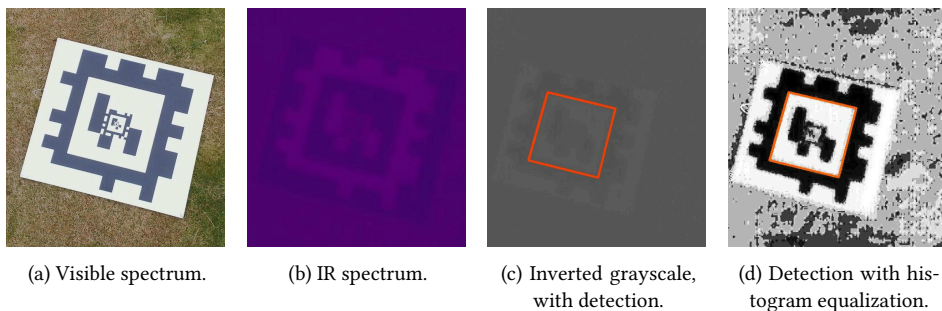 (a) Visible spectrum.
(b) IR spectrum.
(c) Inverted grayscale,
with detection.
(d) Detection with his-
togram equalization.